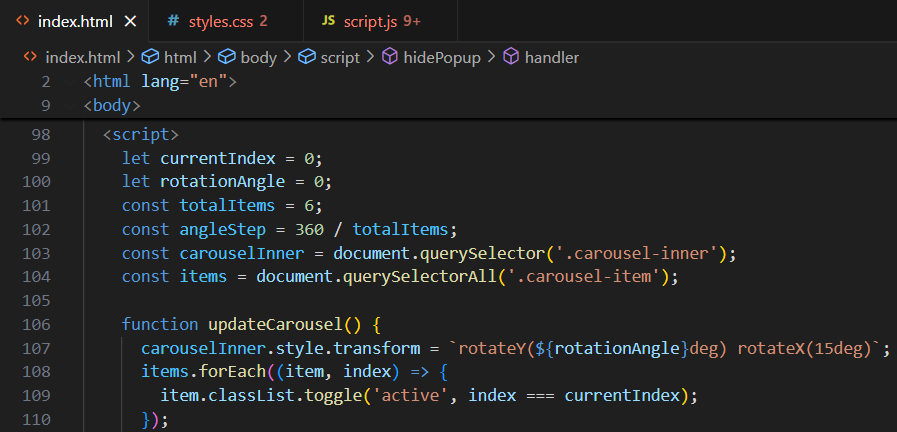 <> index.html × # styles.css 2 JS script.js 9+
<> index.html > html > body > script > hidePopup > handler
2 <html lang="en">
9 <body>
98 <script>
99 let currentIndex = 0;
100 let rotationAngle = 0;
101 const totalItems = 6;
102 const angleStep = 360 / totalItems;
103 const carouselInner = document.querySelector('.carousel-inner');
104 const items = document.querySelectorAll('.carousel-item');
105
106 function updateCarousel() {
107 carouselInner.style.transform = `rotateY(${rotationAngle}deg) rotateX(15deg)`;
108 items.forEach((item, index) => {
109 item.classList.toggle('active', index === currentIndex);
110 });